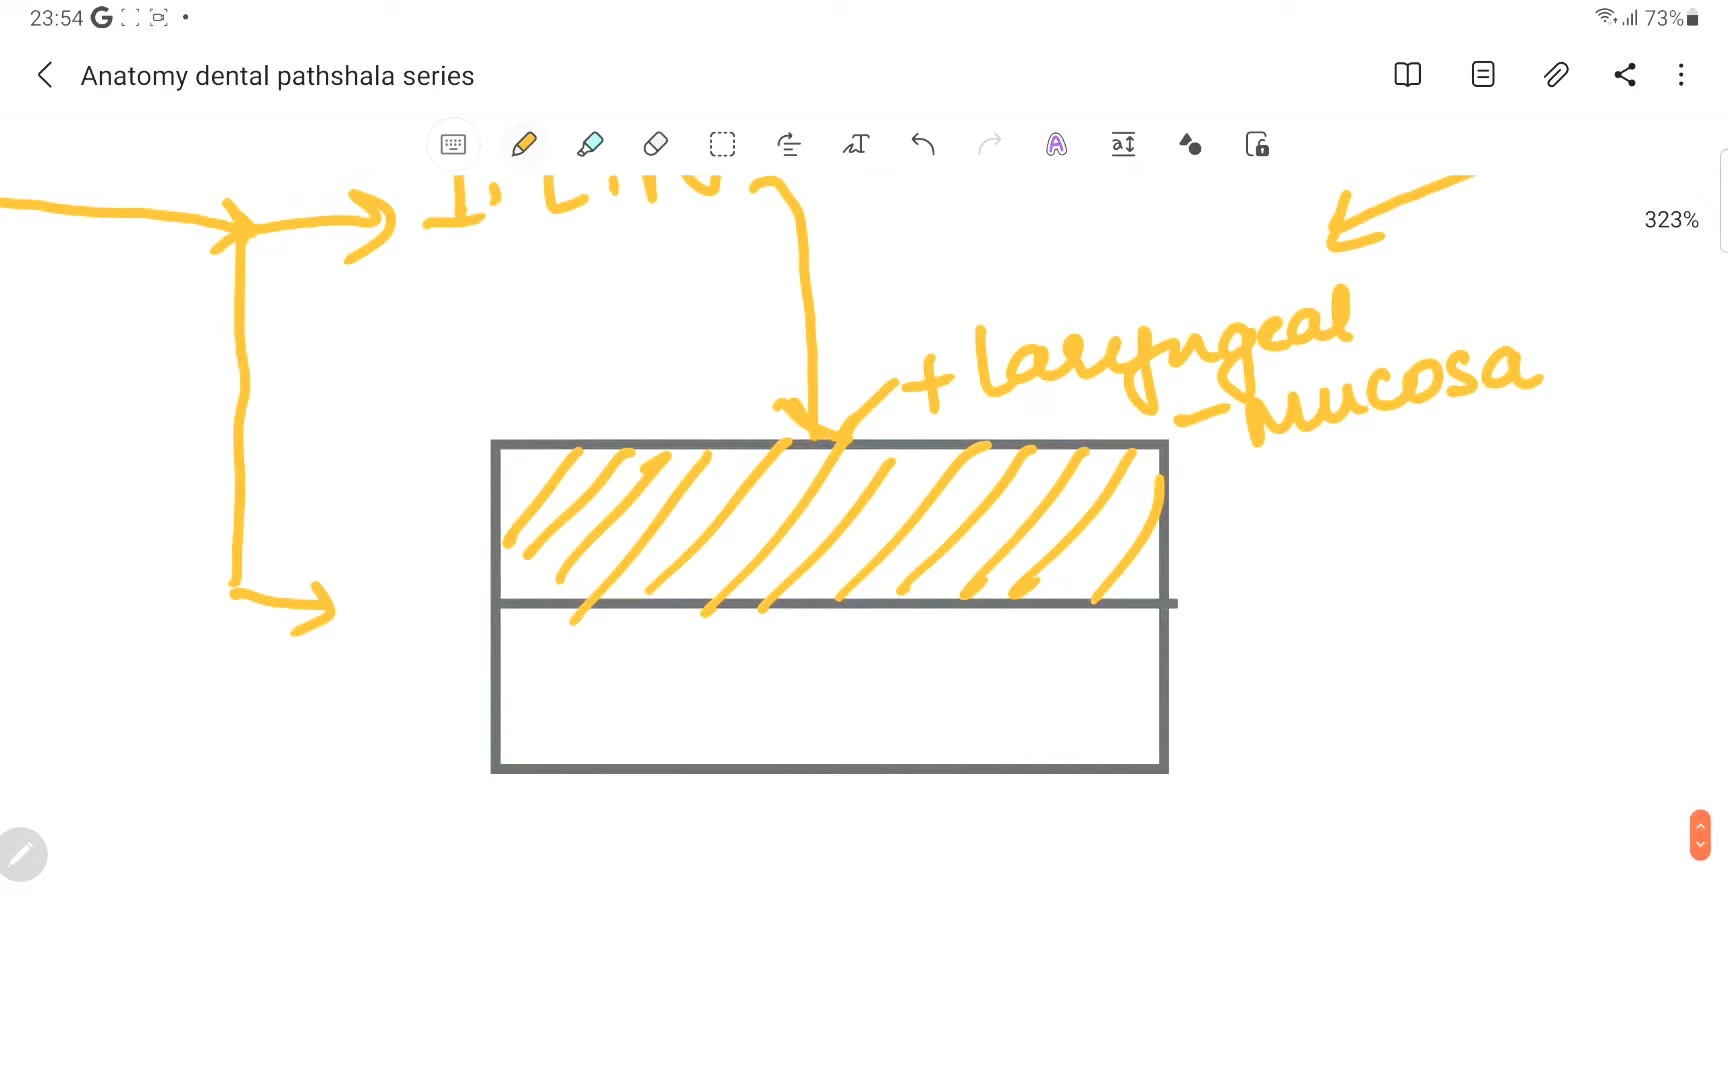 23:54
73%
Anatomy dental pathshala series
323%
+ Laryngeal
- Mucosa